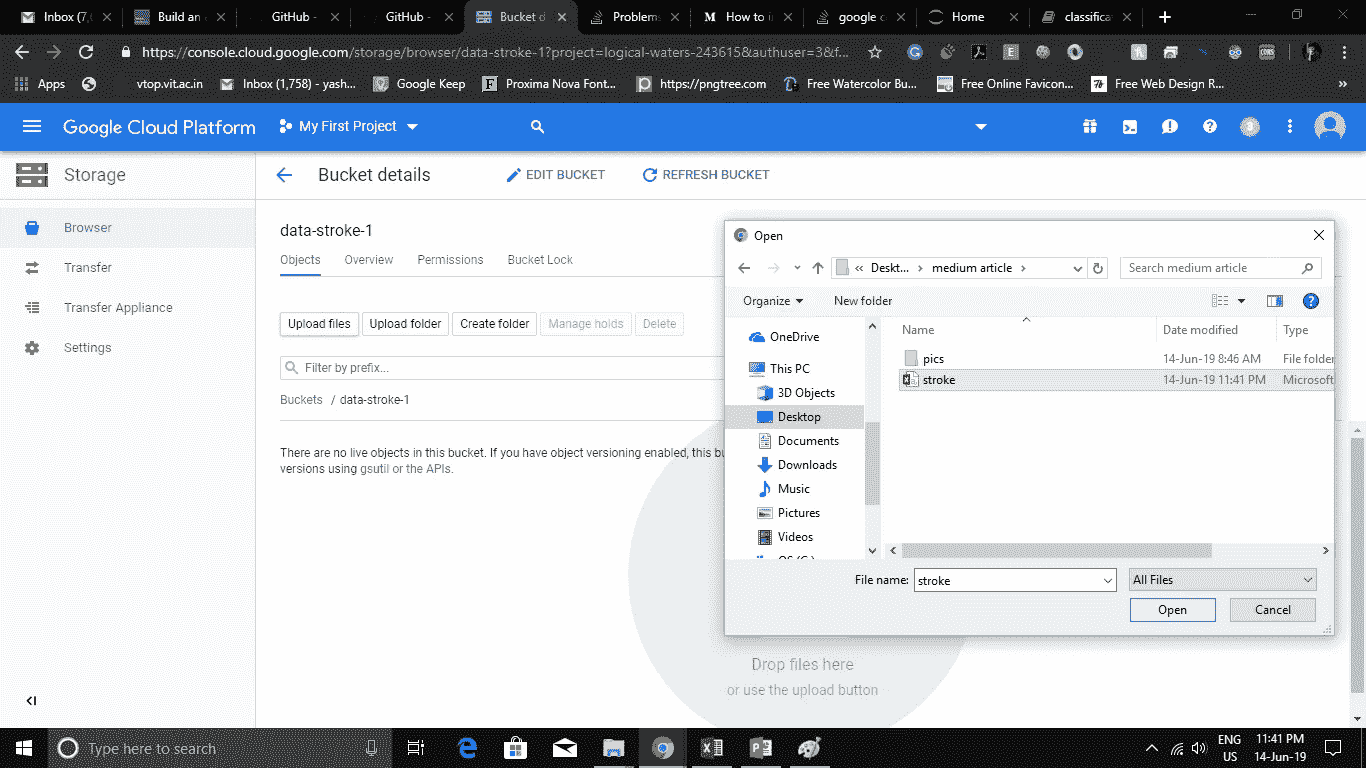 Inbox (7,
Build an
GitHub -
GitHub -
Bucket d
Problems
How to i
google c
Home
classifica
https://console.cloud.google.com/storage/browser/data-stroke-1?project=logical-waters-243615&authuser=3&f...
Apps
vtop.vit.ac.in
Inbox (1,758) - yash...
Google Keep
Proxima Nova Font...
https://pngtree.com
Free Watercolor Bu...
Free Online Favicon...
Free Web Design R...
»
Google Cloud Platform
My First Project
Storage
Bucket details
EDIT BUCKET
REFRESH BUCKET
Browser
Transfer
Transfer Appliance
Settings
data-stroke-1
Objects
Overview
Permissions
Bucket Lock
Upload files
Upload folder
Create folder
Manage holds
Delete
Filter by prefix...
Buckets / data-stroke-1
There are no live objects in this bucket. If you have object versioning enabled, this bu
versions using gsutil or the APIs.
Drop files here
or use the upload button
Open
« Deskt... › medium article ›
Search medium article
Organize
New folder
OneDrive
This PC
3D Objects
Desktop
Documents
Downloads
Music
Pictures
Videos
Name
Date modified
Type
pics
14-Jun-19 8:46 AM
File folder
stroke
14-Jun-19 11:41 PM
Microsoft
File name:
stroke
All Files
Open
Cancel
Type here to search
ENG
US
11:41 PM
14-Jun-19